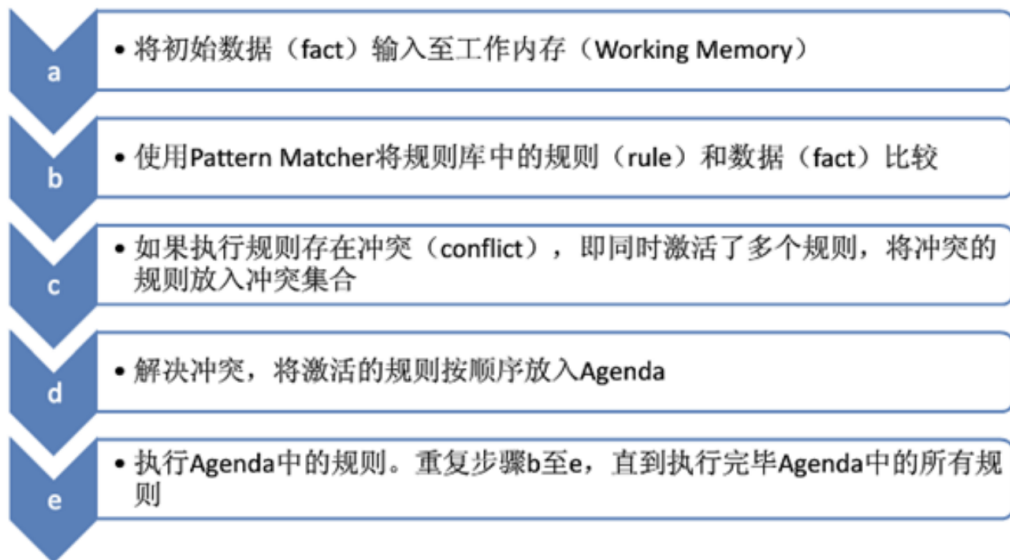 a
• 将初始数据（fact）输入至工作内存（Working Memory）
b
• 使用Pattern Matcher将规则库中的规则（rule）和数据（fact）比较
c
• 如果执行规则存在冲突（conflict），即同时激活了多个规则，将冲突的
规则放入冲突集合
d
• 解决冲突，将激活的规则按顺序放入Agenda
e
• 执行Agenda中的规则。重复步骤b至e，直到执行完毕Agenda中的所有规
则